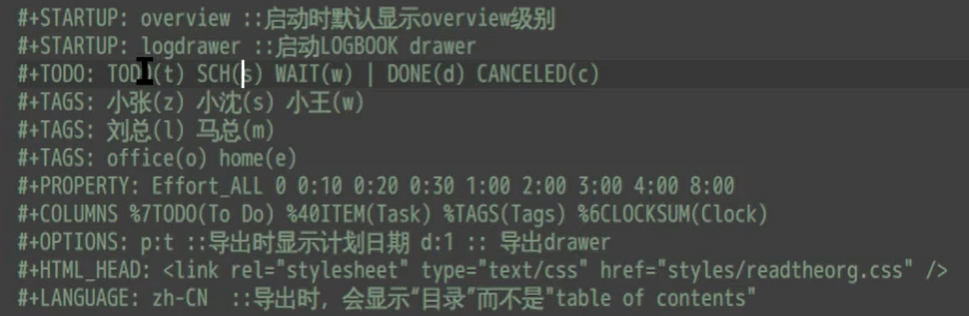 #+STARTUP: overview ::启动时默认显示overview级别
#+STARTUP: logdrawer ::启动LOGBOOK drawer
#+TODO: TODO(t) SCH(s) WAIT(w) | DONE(d) CANCELED(c)
#+TAGS: 小张(z) 小沈(s) 小王(w)
#+TAGS: 刘总(l) 马总(m)
#+TAGS: office(o) home(e)
#+PROPERTY: Effort_ALL 0 0:10 0:20 0:30 1:00 2:00 3:00 4:00 8:00
#+COLUMNS %7TODO(To Do) %40ITEM(Task) %TAGS(Tags) %6CLOCKSUM(Clock)
#+OPTIONS: p:t ::导出时显示计划日期 d:1 :: 导出drawer
#+HTML_HEAD: <link rel="stylesheet" type="text/css" href="styles/readtheorg.css" />
#+LANGUAGE: zh-CN  ::导出时，会显示“目录”而不是"table of contents"